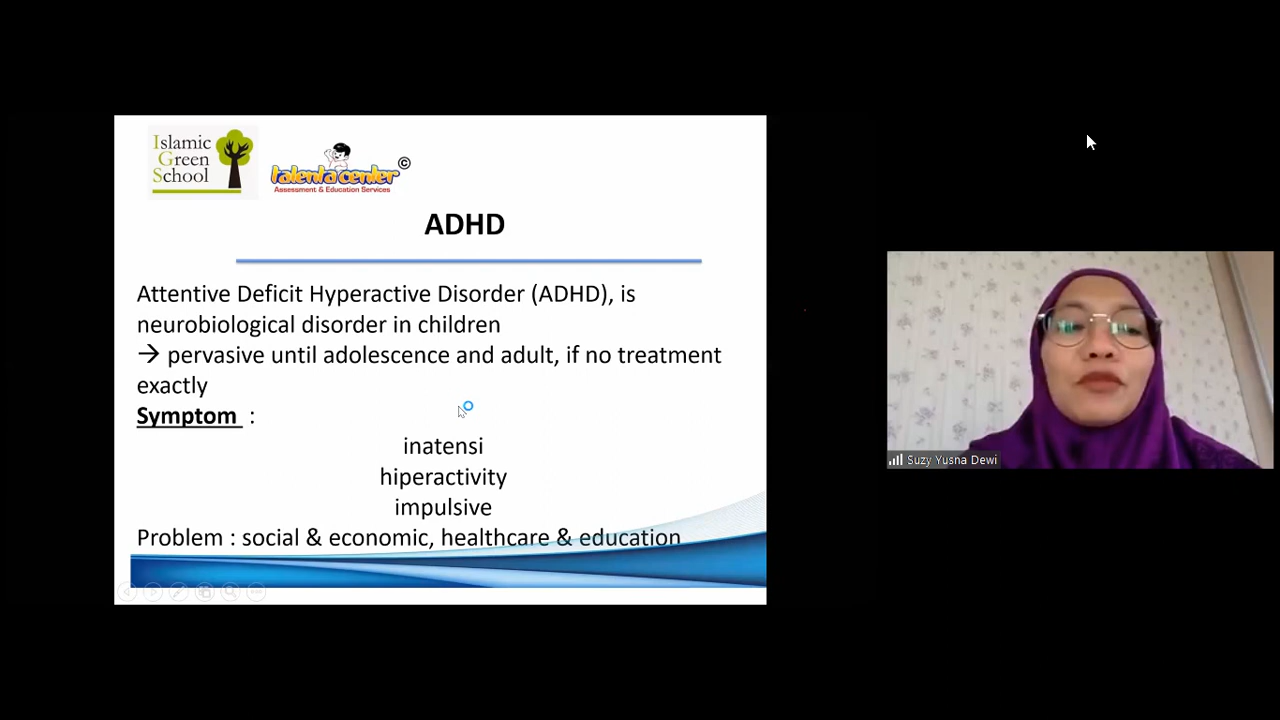 Islamic
Green
School
talenta center ©
Assessment & Education Services
ADHD
Attentive Deficit Hyperactive Disorder (ADHD), is
neurobiological disorder in children
→ pervasive until adolescence and adult, if no treatment
exactly
Symptom :
inatensi
hiperactivity
impulsive
Problem : social & economic, healthcare & education
Suzy Yusna Dewi